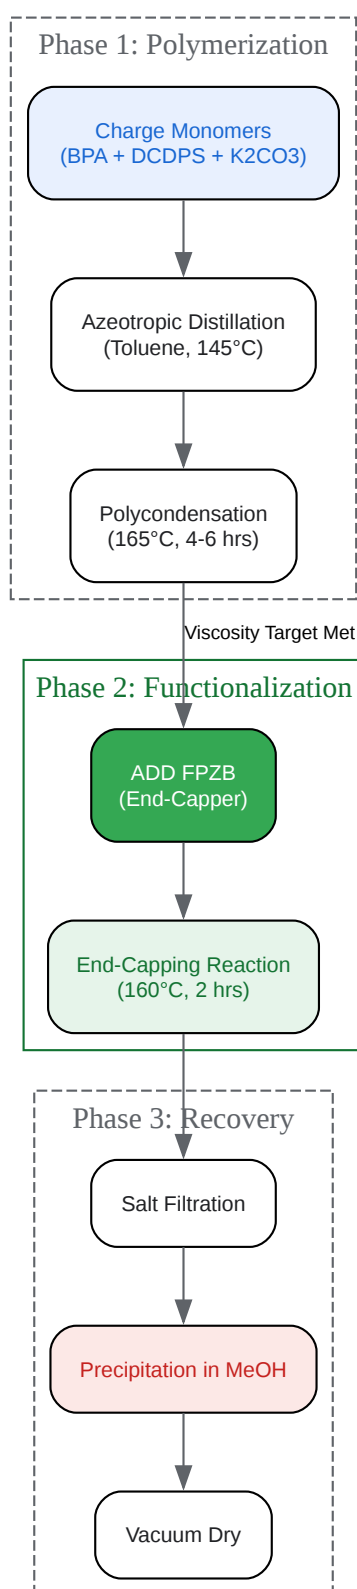 Phase 1: Polymerization
Charge Monomers
(BPA + DCDPS + K2CO3)
Azeotropic Distillation
(Toluene, 145°C)
Polycondensation
(165°C, 4-6 hrs)
Viscosity Target Met
Phase 2: Functionalization
ADD FPZB
(End-Capper)
End-Capping Reaction
(160°C, 2 hrs)
Phase 3: Recovery
Salt Filtration
Precipitation in MeOH
Vacuum Dry